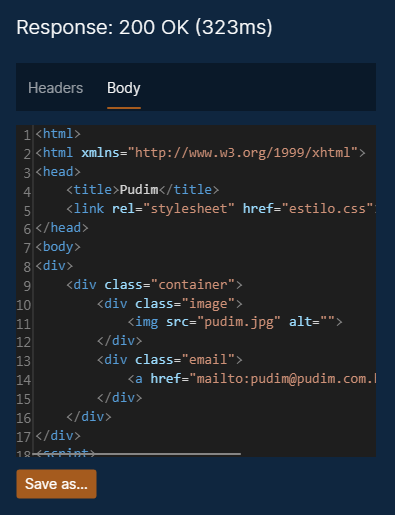 Response: 200 OK (323ms)
Headers Body
1 <html>
2 <html xmlns="http://www.w3.org/1999/xhtml">
3 <head>
4     <title>Pudim</title>
5     <link rel="stylesheet" href="estilo.css"
6 </head>
7 <body>
8 <div>
9     <div class="container">
10         <div class="image">
11             <img src="pudim.jpg" alt="">
12         </div>
13         <div class="email">
14             <a href="mailto:pudim@pudim.com.
15         </div>
16     </div>
17 </div>
18 <script>
Save as...